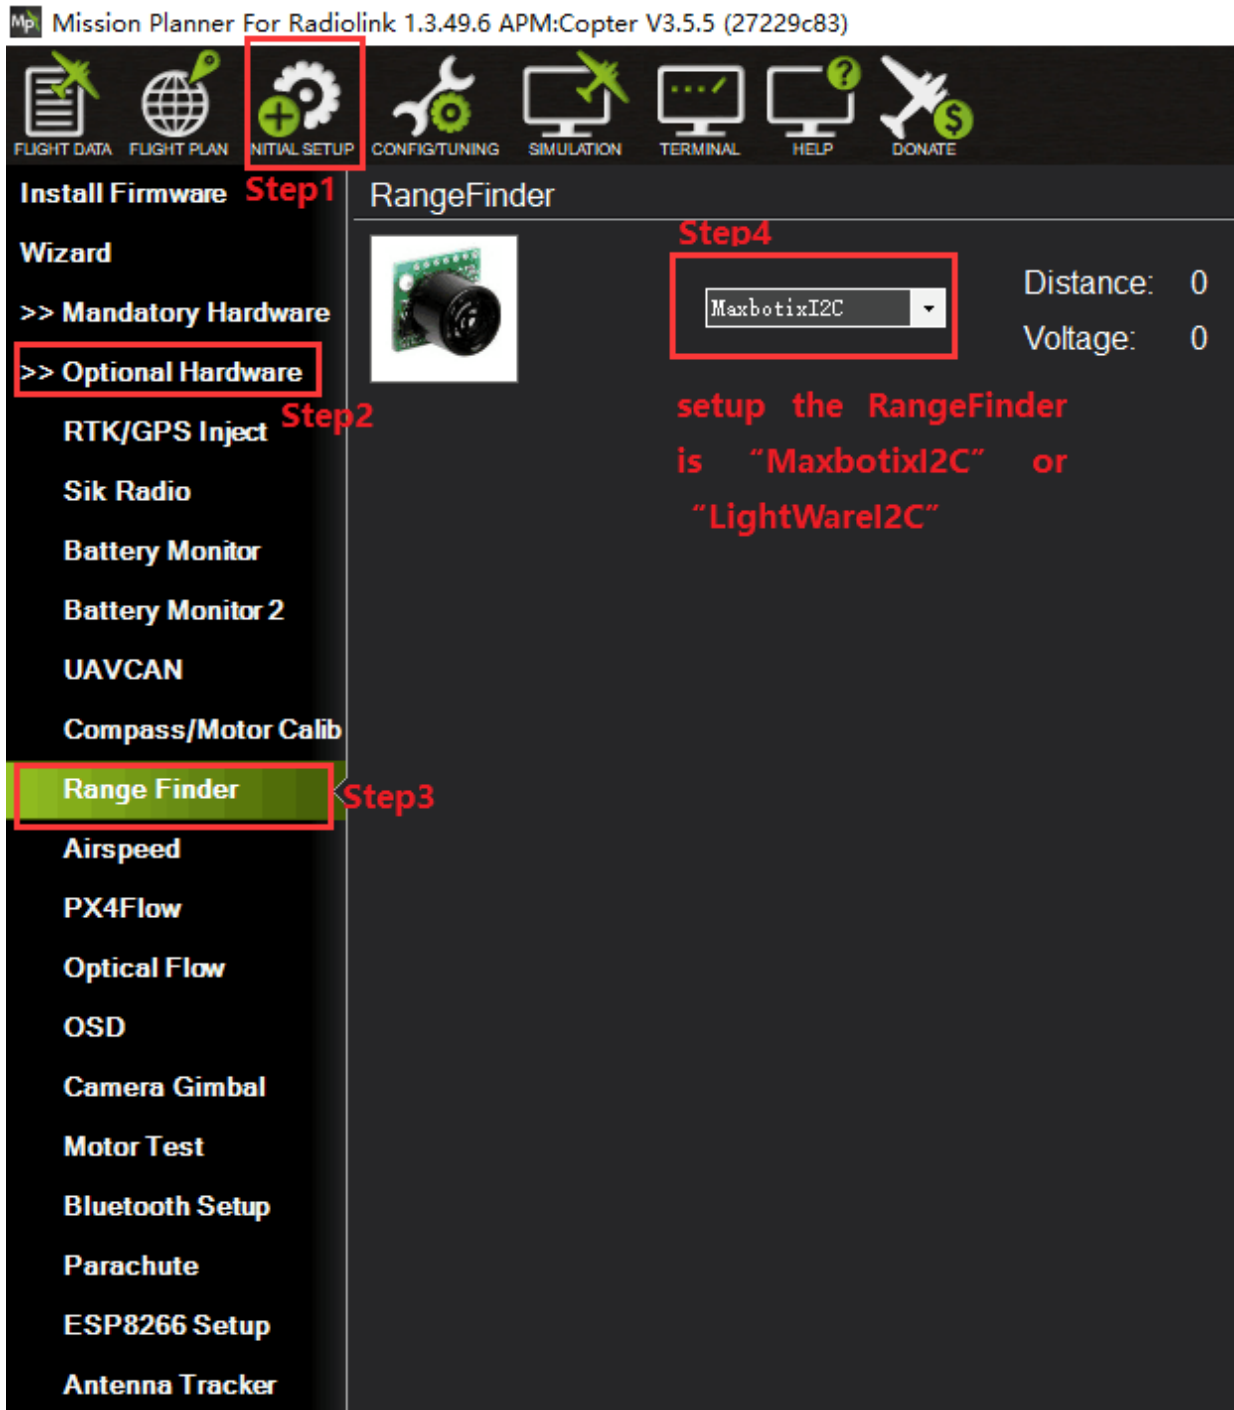 Mission Planner For Radiolink 1.3.49.6 APM:Copter V3.5.5 (27229c83)
FLIGHT DATA FLIGHT PLAN INITIAL SETUP CONFIG/TUNING SIMULATION TERMINAL HELP DONATE
Install Firmware Step1
RangeFinder
Wizard
>> Mandatory Hardware
>> Optional Hardware
Step2
RTK/GPS Inject
Sik Radio
Battery Monitor
Battery Monitor 2
UAVCAN
Compass/Motor Calib
Range Finder
Step3
Airspeed
PX4Flow
Optical Flow
OSD
Camera Gimbal
Motor Test
Bluetooth Setup
Parachute
ESP8266 Setup
Antenna Tracker
Step4
MaxbotixI2C
Distance: 0
Voltage: 0
setup the RangeFinder
is “MaxbotixI2C” or
“LightWareI2C”